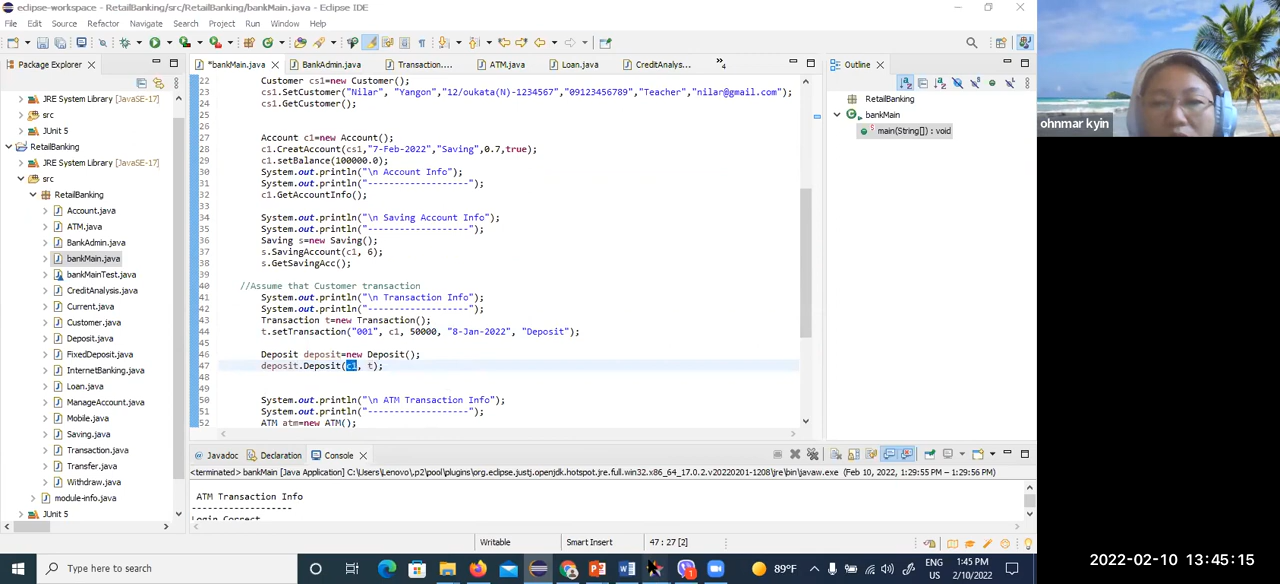 eclipse-workspace - RetailBanking/src/RetailBanking/bankMain.java - Eclipse IDE
File Edit Source Refactor Navigate Search Project Run Window Help
Package Explorer
*bankMain.java BankAdmin.java Transaction.... ATM.java Loan.java CreditAnalys... »4
Outline
JRE System Library [JavaSE-17]
src
JUnit 5
RetailBanking
JRE System Library [JavaSE-17]
src
RetailBanking
Account.java
ATM.java
BankAdmin.java
bankMain.java
bankMainTest.java
CreditAnalysis.java
Current.java
Customer.java
Deposit.java
FixedDeposit.java
InternetBanking.java
Loan.java
ManageAccount.java
Mobile.java
Saving.java
Transaction.java
Transfer.java
Withdraw.java
module-info.java
JUnit 5
22 Customer cs1=new Customer();
23 cs1.SetCustomer("Nilar", "Yangon","12/oukata(N)-1234567","09123456789","Teacher","nilar@gmail.com");
24 cs1.GetCustomer();
25
26
27 Account c1=new Account();
28 c1.CreatAccount(cs1,"7-Feb-2022","Saving",0.7,true);
29 c1.setBalance(100000.0);
30 System.out.println("\n Account Info");
31 System.out.println("-------------------");
32 c1.GetAccountInfo();
33
34 System.out.println("\n Saving Account Info");
35 System.out.println("-------------------");
36 Saving s=new Saving();
37 s.SavingAccount(c1, 6);
38 s.GetSavingAcc();
39
40 //Assume that Customer transaction
41 System.out.println("\n Transaction Info");
42 System.out.println("-------------------");
43 Transaction t=new Transaction();
44 t.setTransaction("001", c1, 50000, "8-Jan-2022", "Deposit");
45
46 Deposit deposit=new Deposit();
47 deposit.Deposit(c1, t);
48
49
50 System.out.println("\n ATM Transaction Info");
51 System.out.println("-------------------");
52 ATM atm=new ATM();
RetailBanking
bankMain
main(String[]) : void
ohnmar kyin
Javadoc Declaration Console
<terminated> bankMain [Java Application] C:\Users\Lenovo\.p2\pool\plugins\org.eclipse.justj.openjdk.hotspot.jre.full.win32.x86_64_17.0.2.v20220201-1208\jre\bin\javaw.exe (Feb 10, 2022, 1:29:55 PM – 1:29:56 PM)
ATM Transaction Info
-------------------
Login Correct
Writable Smart Insert 47 : 27 [2]
Type here to search
89°F
ENG
US
1:45 PM
2/10/2022
2022-02-10 13:45:15